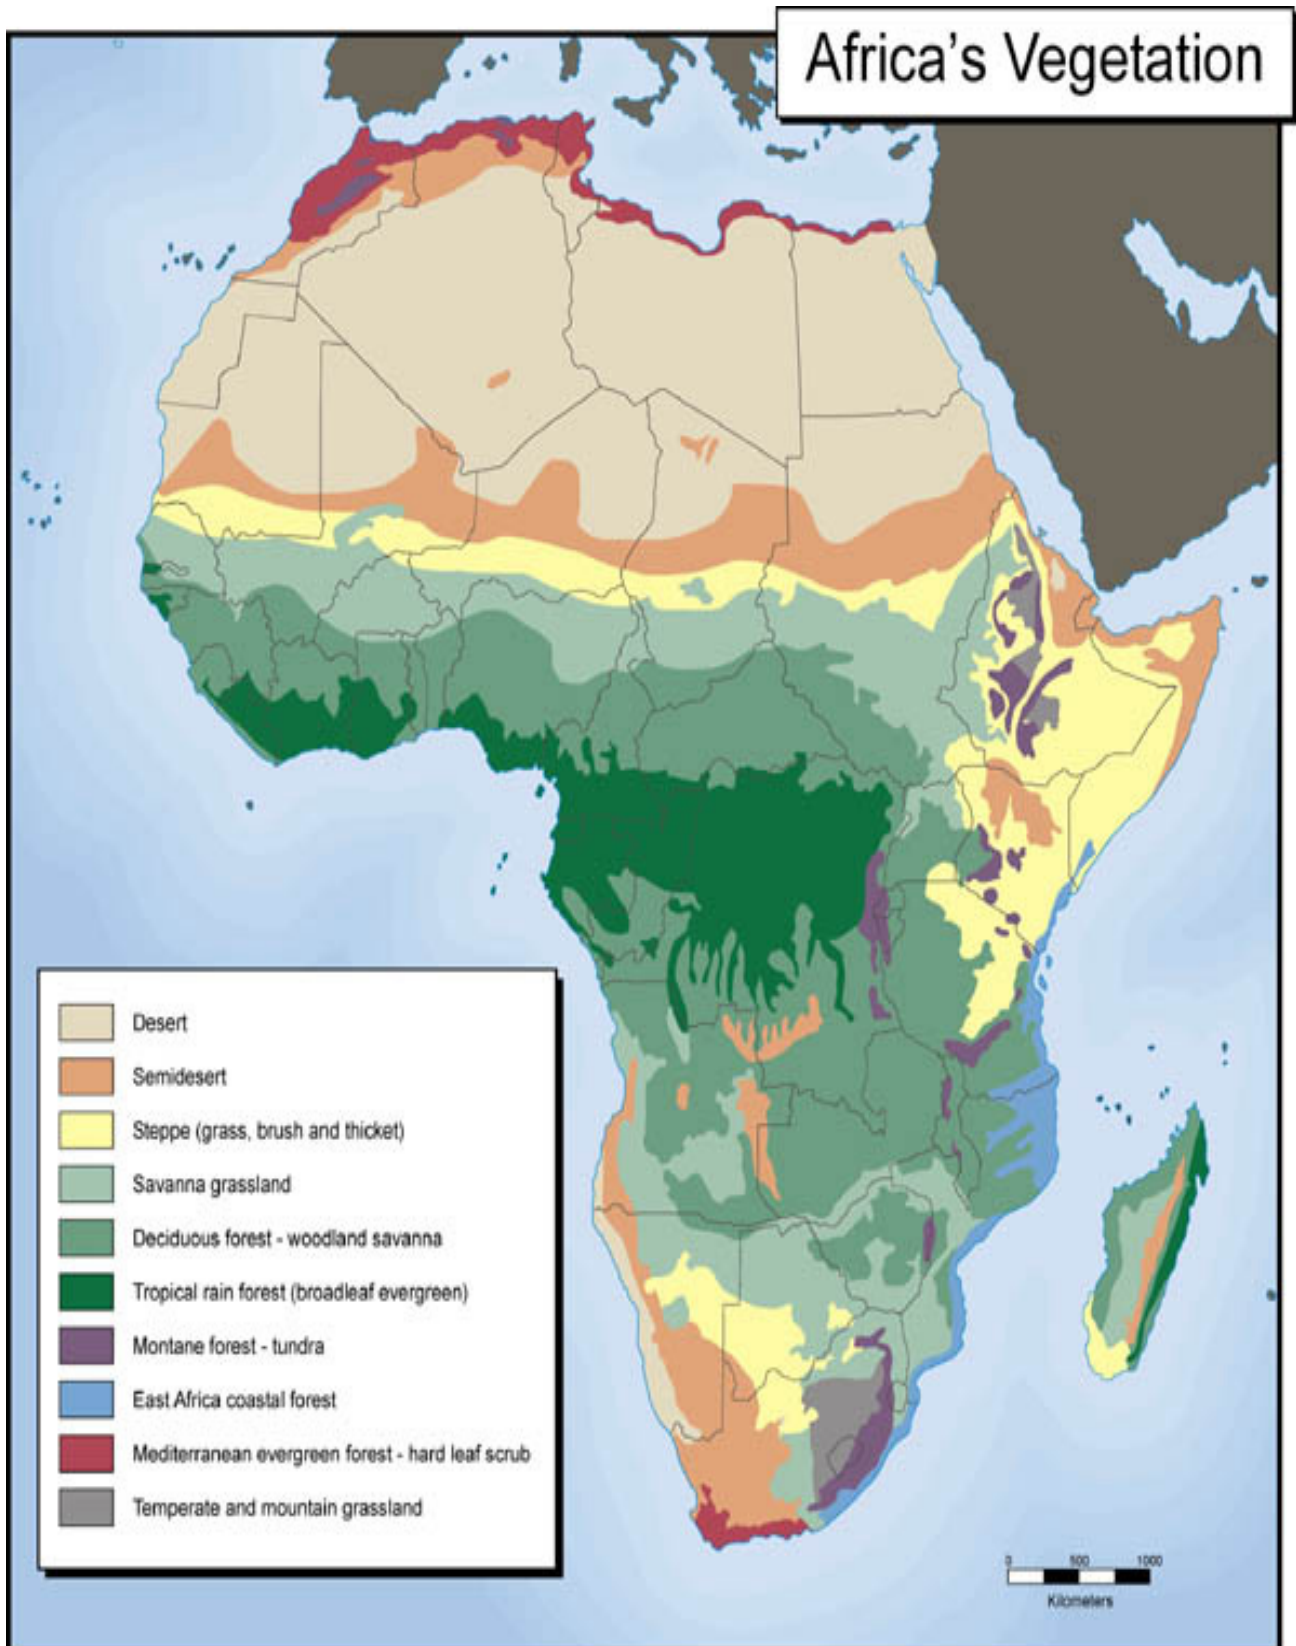 Africa's Vegetation
Desert
Semidesert
Steppe (grass, brush and thicket)
Savanna grassland
Deciduous forest - woodland savanna
Tropical rain forest (broadleaf evergreen)
Montane forest - tundra
East Africa coastal forest
Mediterranean evergreen forest - hard leaf scrub
Temperate and mountain grassland
0 500 1000
Kilometers